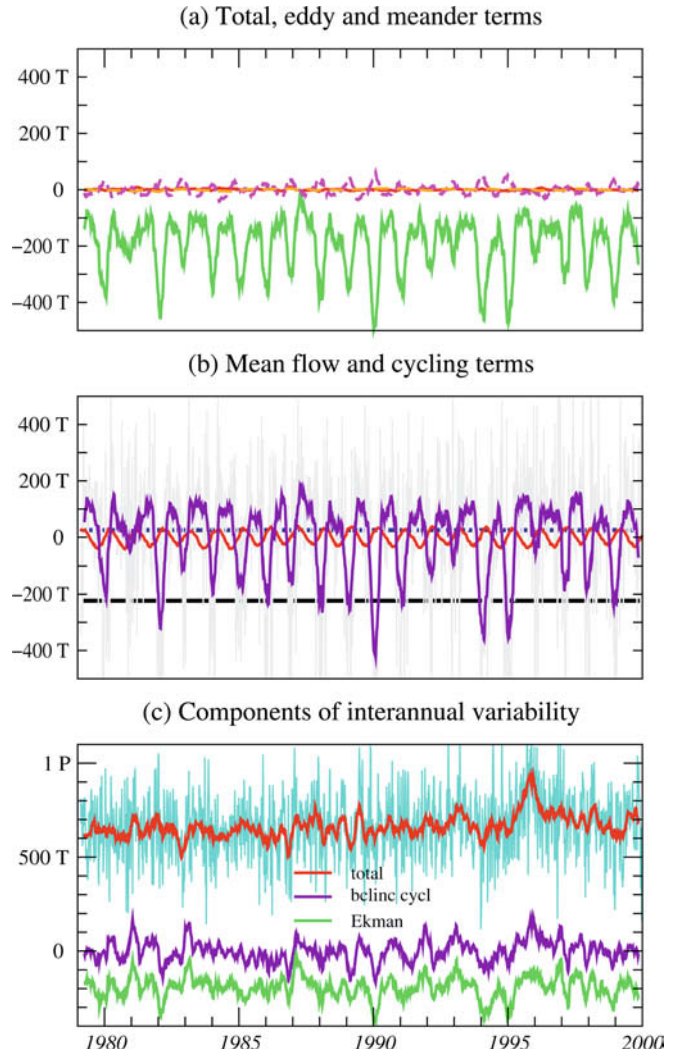 (a) Total, eddy and meander terms
400 T
200 T
0
−200 T
−400 T
(b) Mean flow and cycling terms
400 T
200 T
0
−200 T
−400 T
(c) Components of interannual variability
1 P
500 T
total
bclinc cycl
Ekman
0
1980 1985 1990 1995 2000